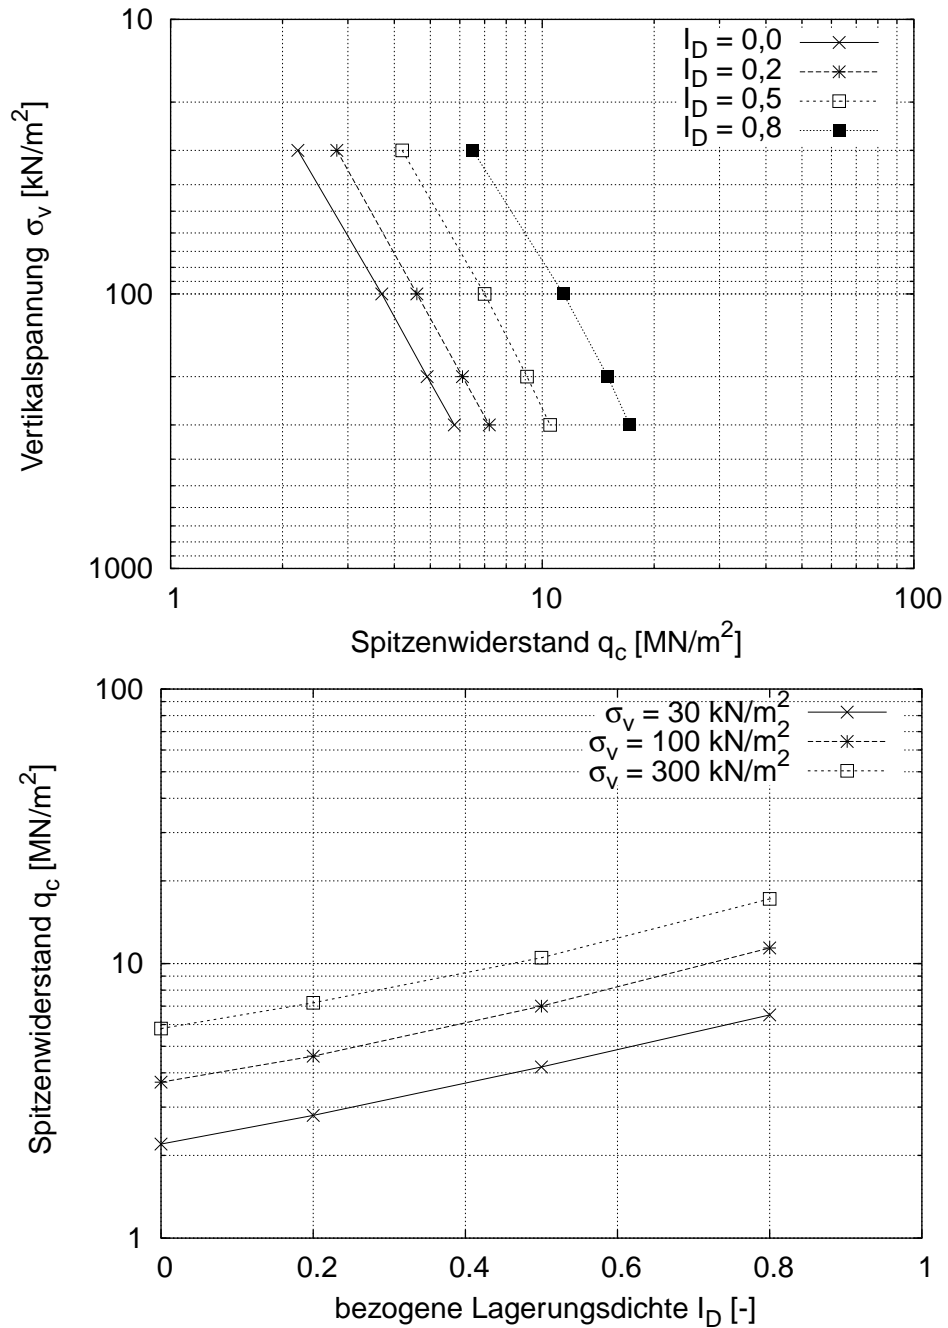 10
I_D = 0,0
I_D = 0,2
I_D = 0,5
I_D = 0,8
Vertikalspannung σ_v [kN/m²]
100
1000
1 10 100
Spitzenwiderstand q_c [MN/m²]
100
σ_v = 30 kN/m²
σ_v = 100 kN/m²
σ_v = 300 kN/m²
Spitzenwiderstand q_c [MN/m²]
10
1
0 0.2 0.4 0.6 0.8 1
bezogene Lagerungsdichte I_D [-]